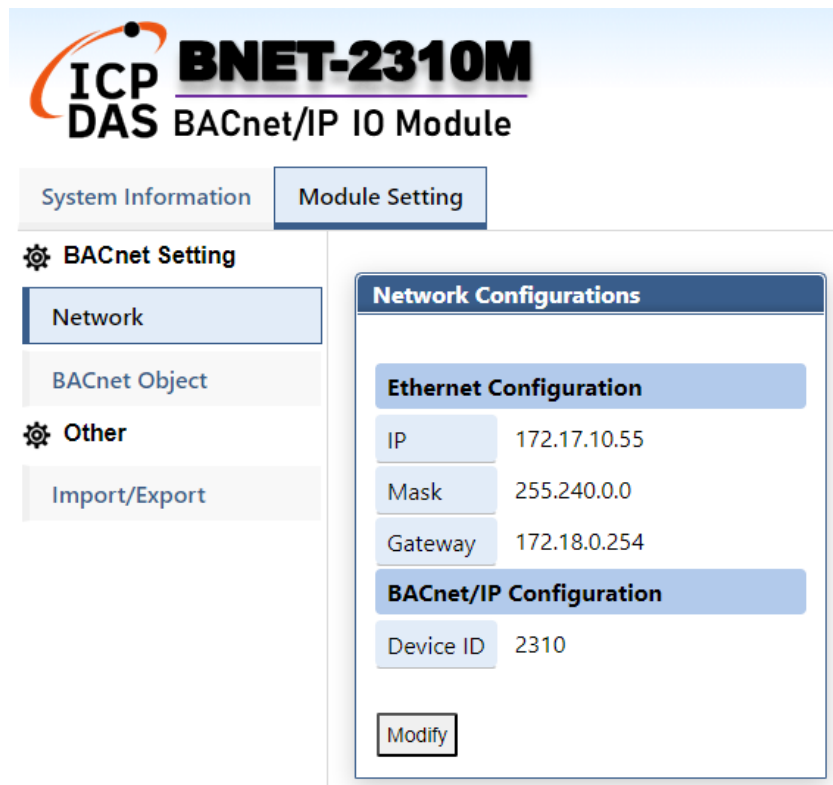 ICP DAS
BNET-2310M
BACnet/IP IO Module
System Information
Module Setting
BACnet Setting
Network
BACnet Object
Other
Import/Export
Network Configurations
Ethernet Configuration
IP 172.17.10.55
Mask 255.240.0.0
Gateway 172.18.0.254
BACnet/IP Configuration
Device ID 2310
Modify